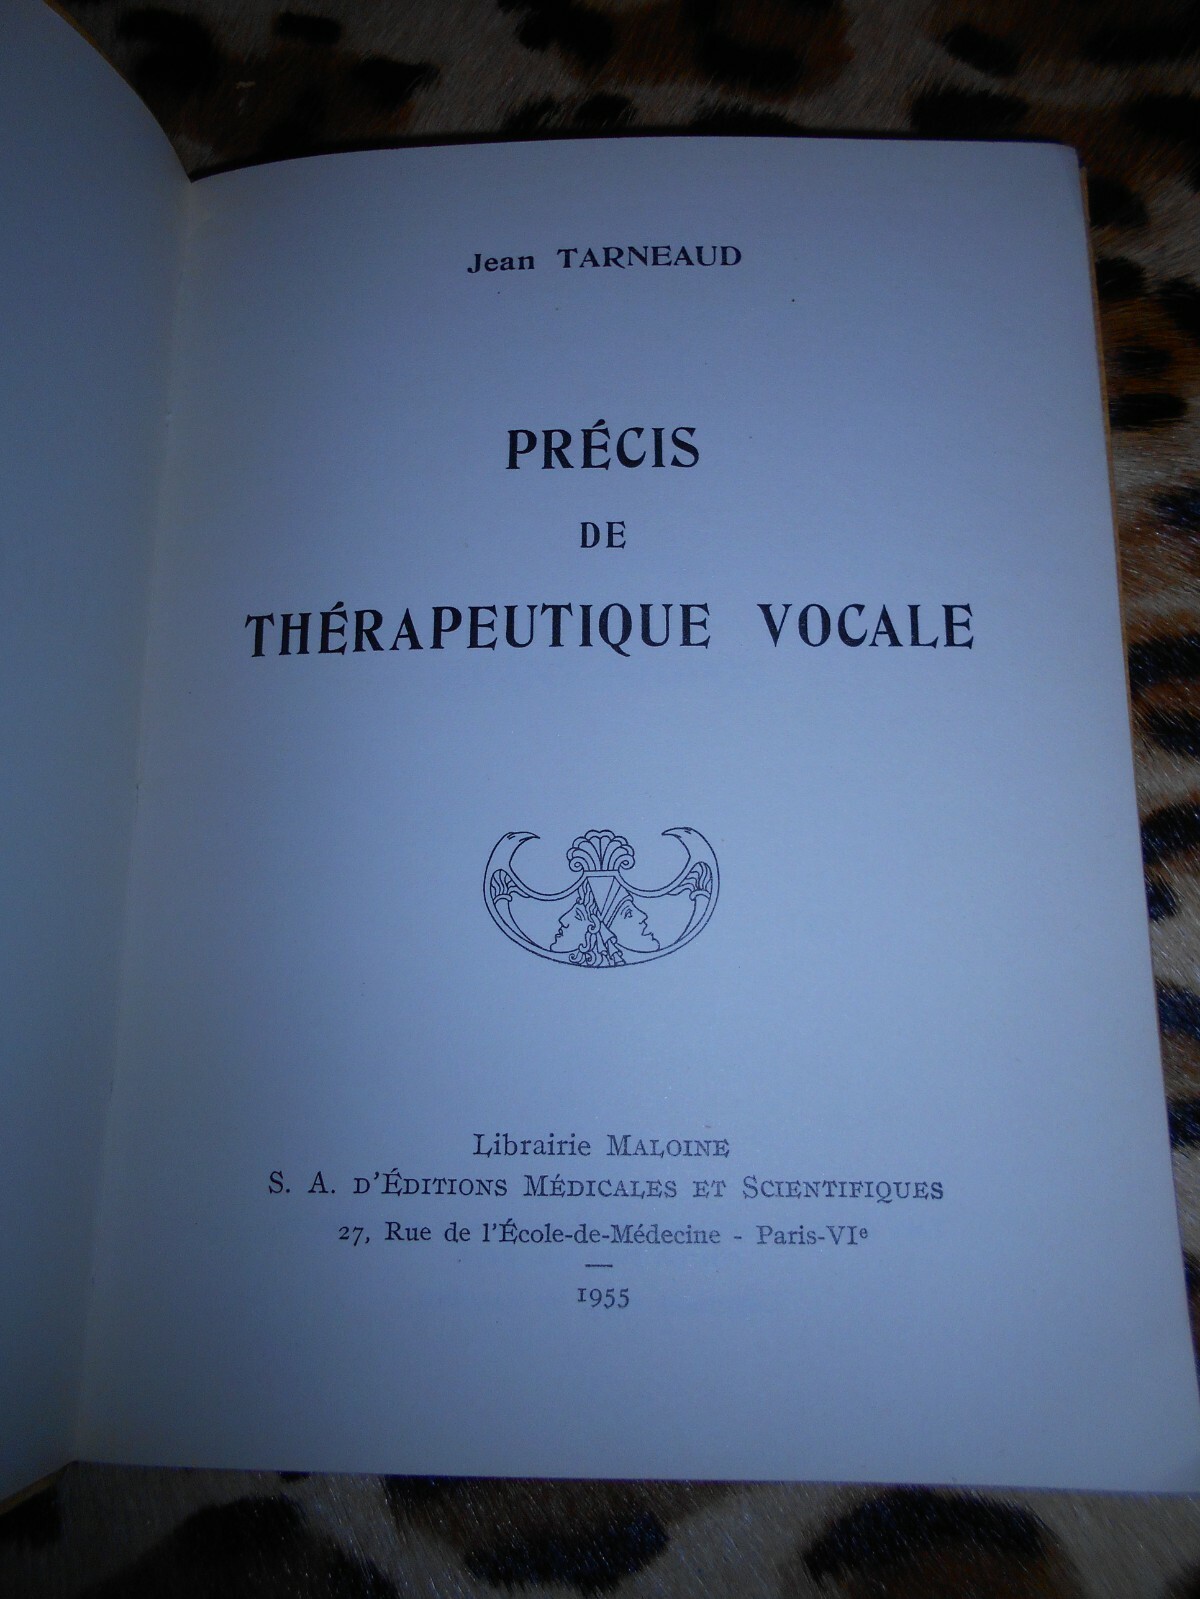 Jean TARNEAUD
PRÉCIS
DE
THÉRAPEUTIQUE VOCALE
Librairie MALOINE
S. A. D'ÉDITIONS MÉDICALES ET SCIENTIFIQUES
27, Rue de l'École-de-Médecine - Paris-VIe
1955